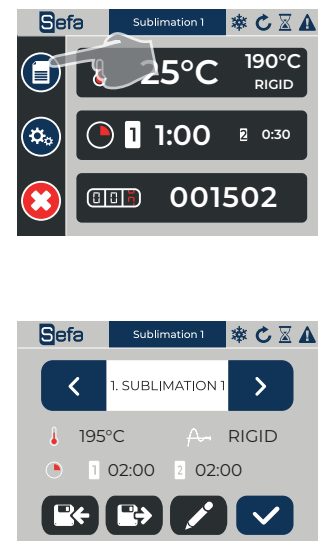 Sefa Sublimation 1
25°C 190°C
RIGID
1 1:00 2 0:30
001502
Sefa Sublimation 1
1. SUBLIMATION 1
195°C RIGID
1 02:00 2 02:00